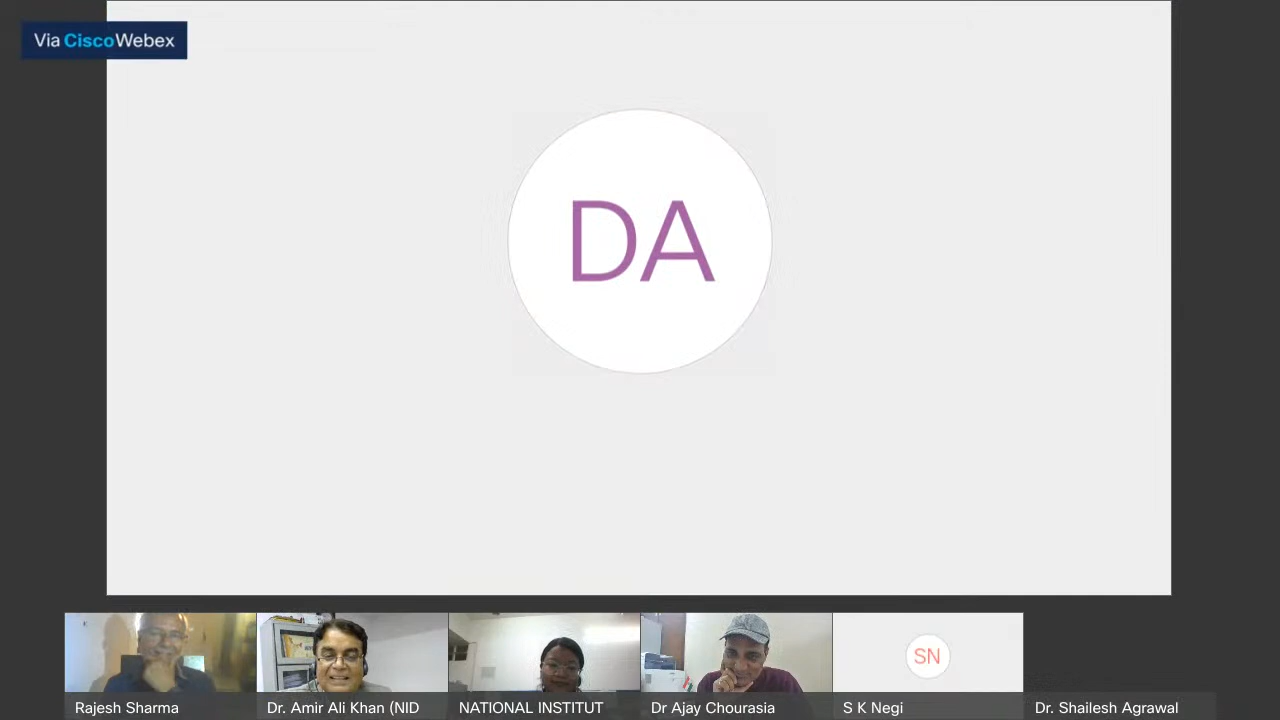 Via CiscoWebex
DA
SN
Rajesh Sharma
Dr. Amir Ali Khan (NID
NATIONAL INSTITUT
Dr Ajay Chourasia
S K Negi
Dr. Shailesh Agrawal